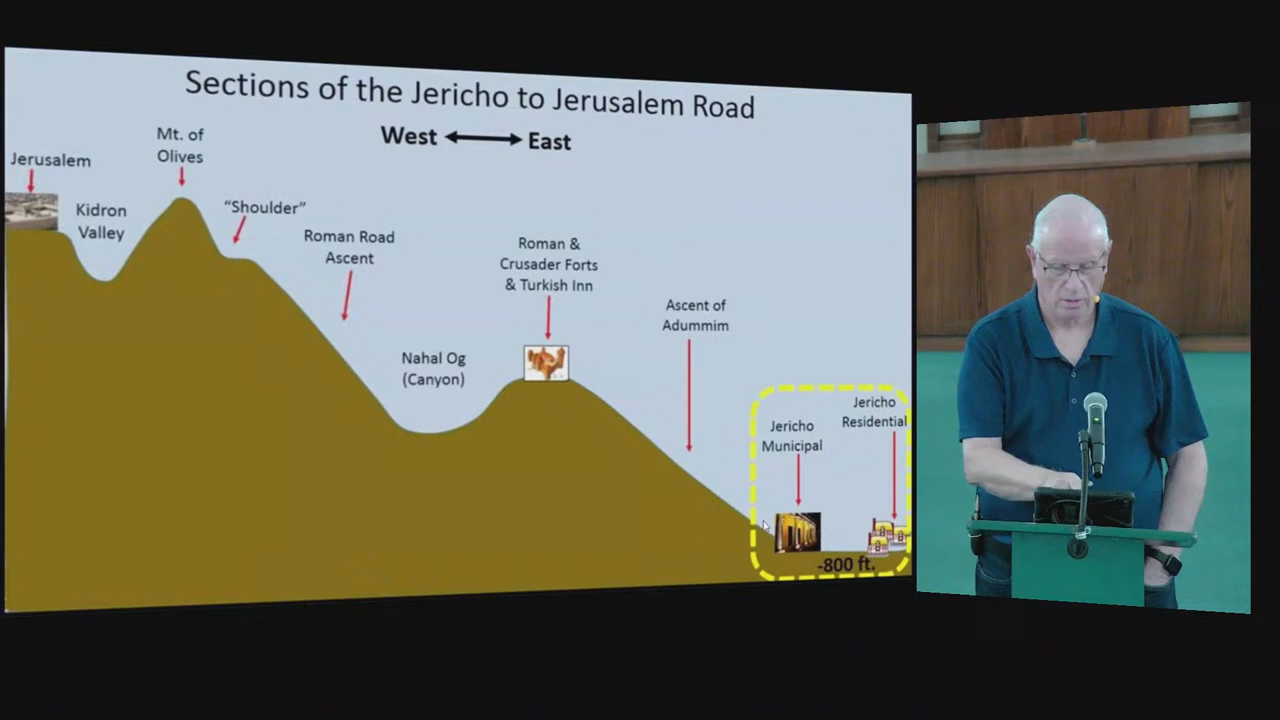 Sections of the Jericho to Jerusalem Road
West East
Jerusalem
Mt. of
Olives
Kidron
Valley
“Shoulder”
Roman Road
Ascent
Nahal Og
(Canyon)
Roman &
Crusader Forts
& Turkish Inn
Ascent of
Adummim
Jericho
Municipal
Jericho
Residential
-800 ft.